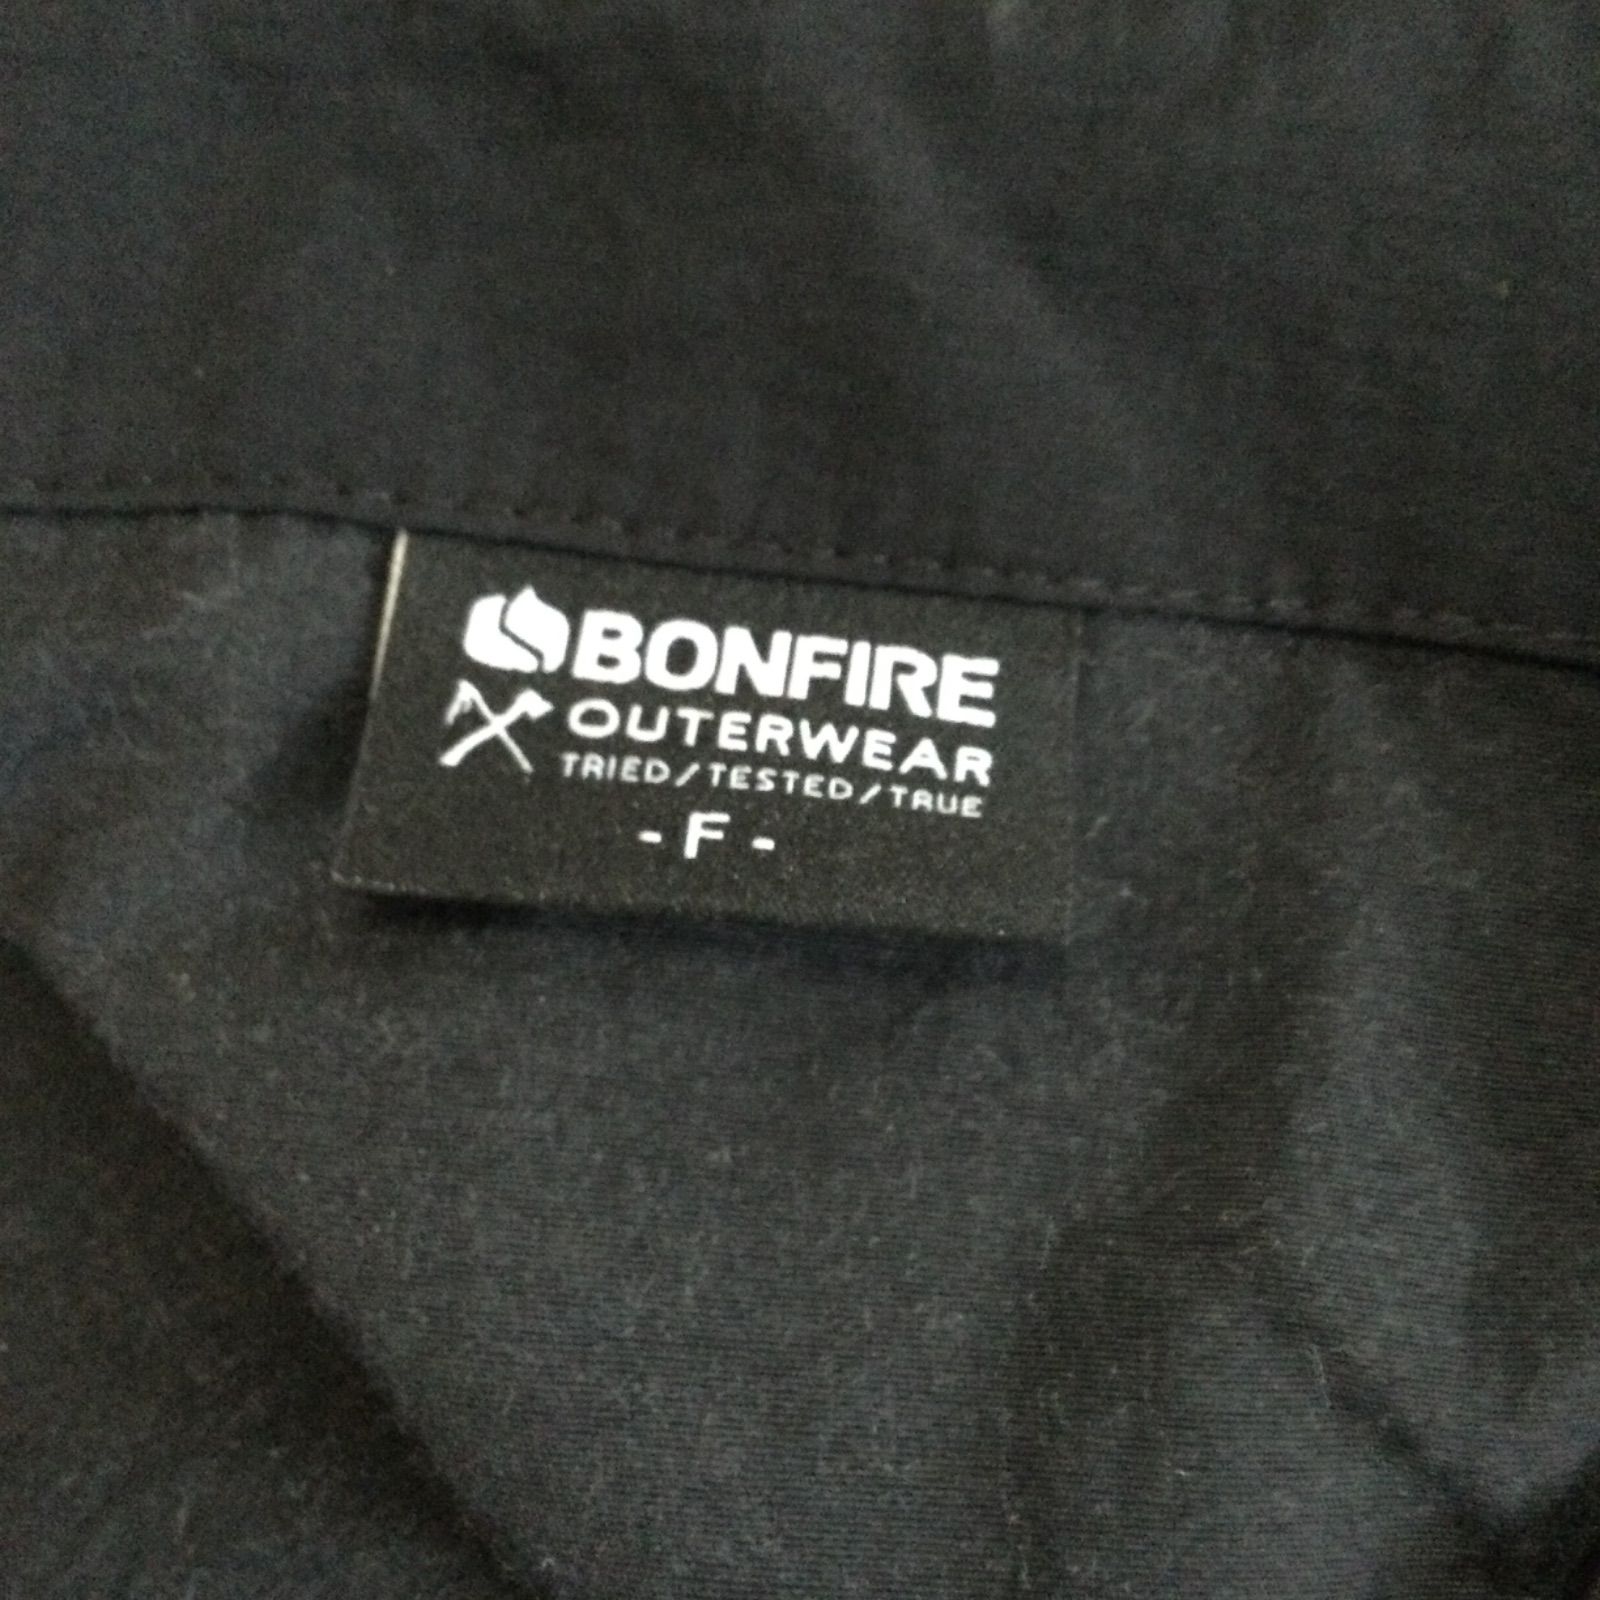 BONFIRE
OUTERWEAR
TRIED/TESTED/TRUE
- F -